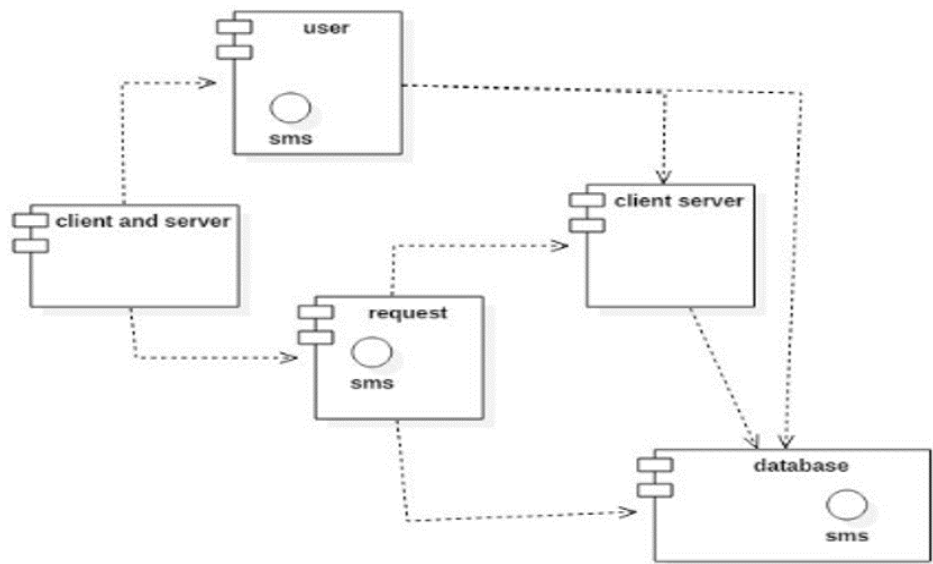 user
sms
client and server
client server
request
sms
database
sms